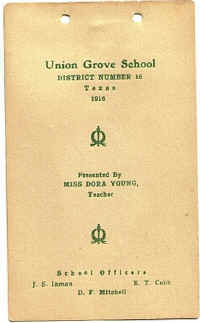 Union Grove School
DISTRICT NUMBER 16
Texas
1916
Presented By
MISS DORA YOUNG,
Teacher
School Officers
J. S. Inman E. T. Cobb
D. F. Mitchell